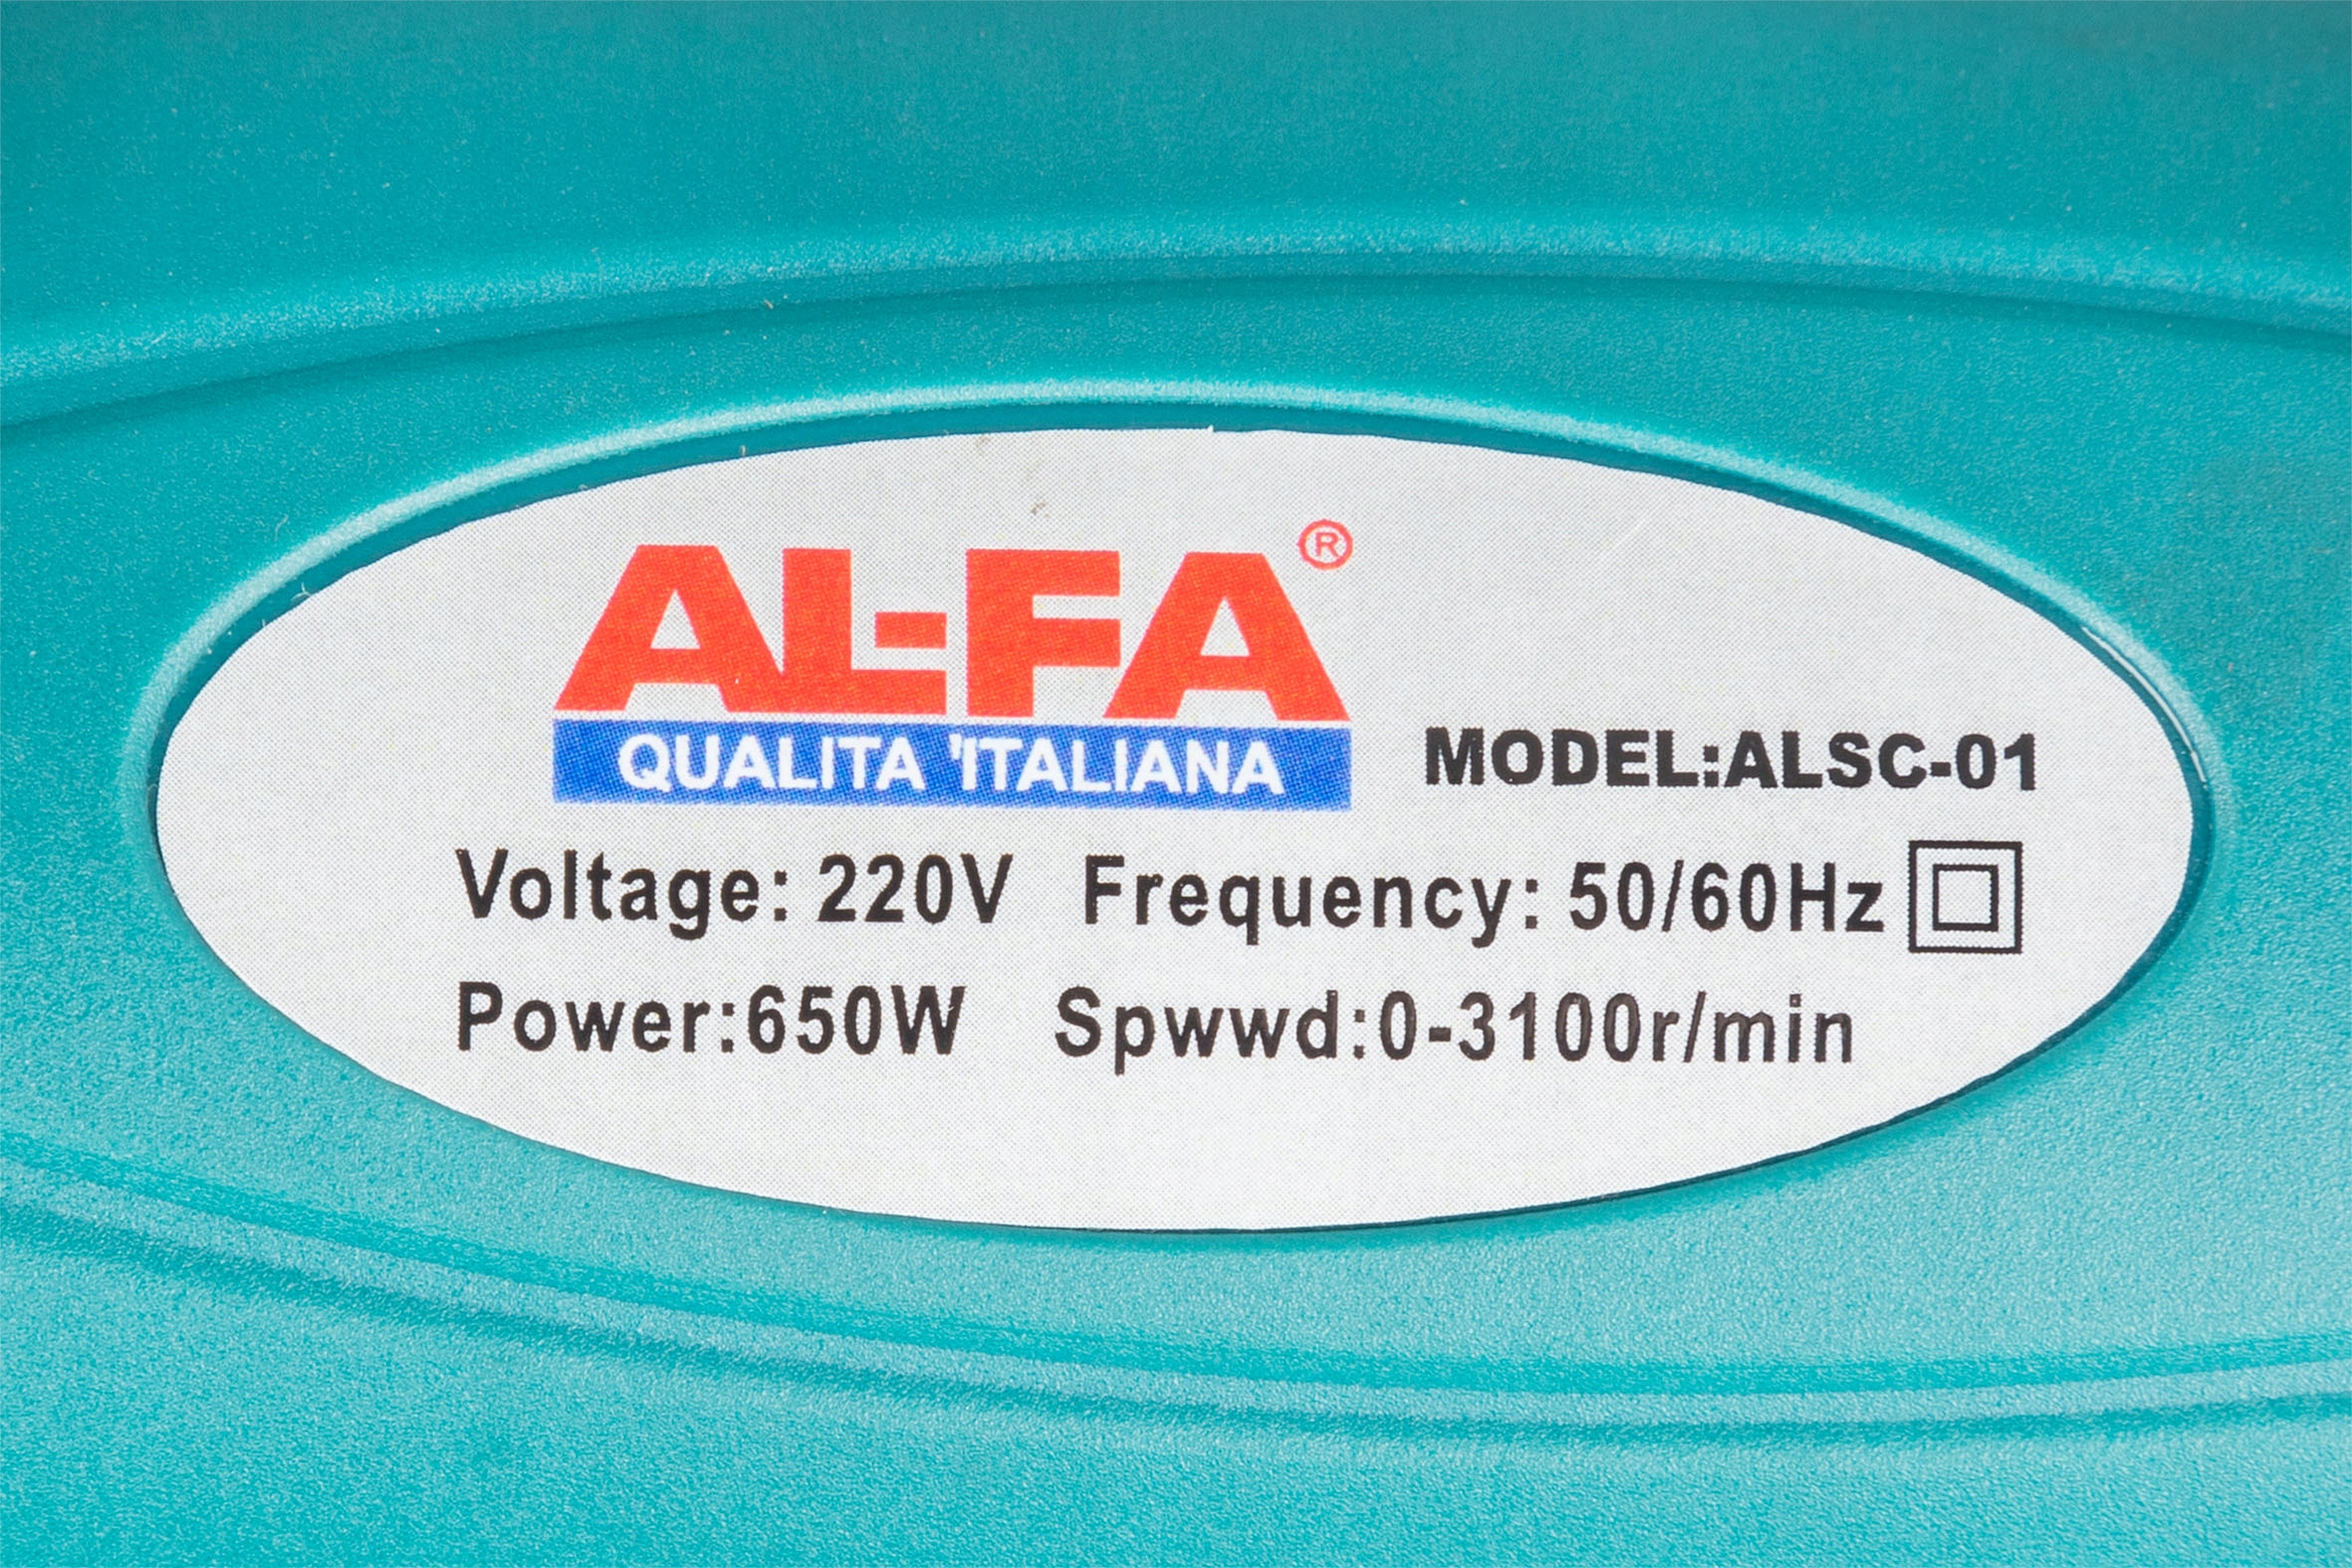 AL-FA®
QUALITA 'ITALIANA
MODEL:ALSC-01
Voltage: 220V Frequency: 50/60Hz
Power:650W Spwwd:0-3100r/min